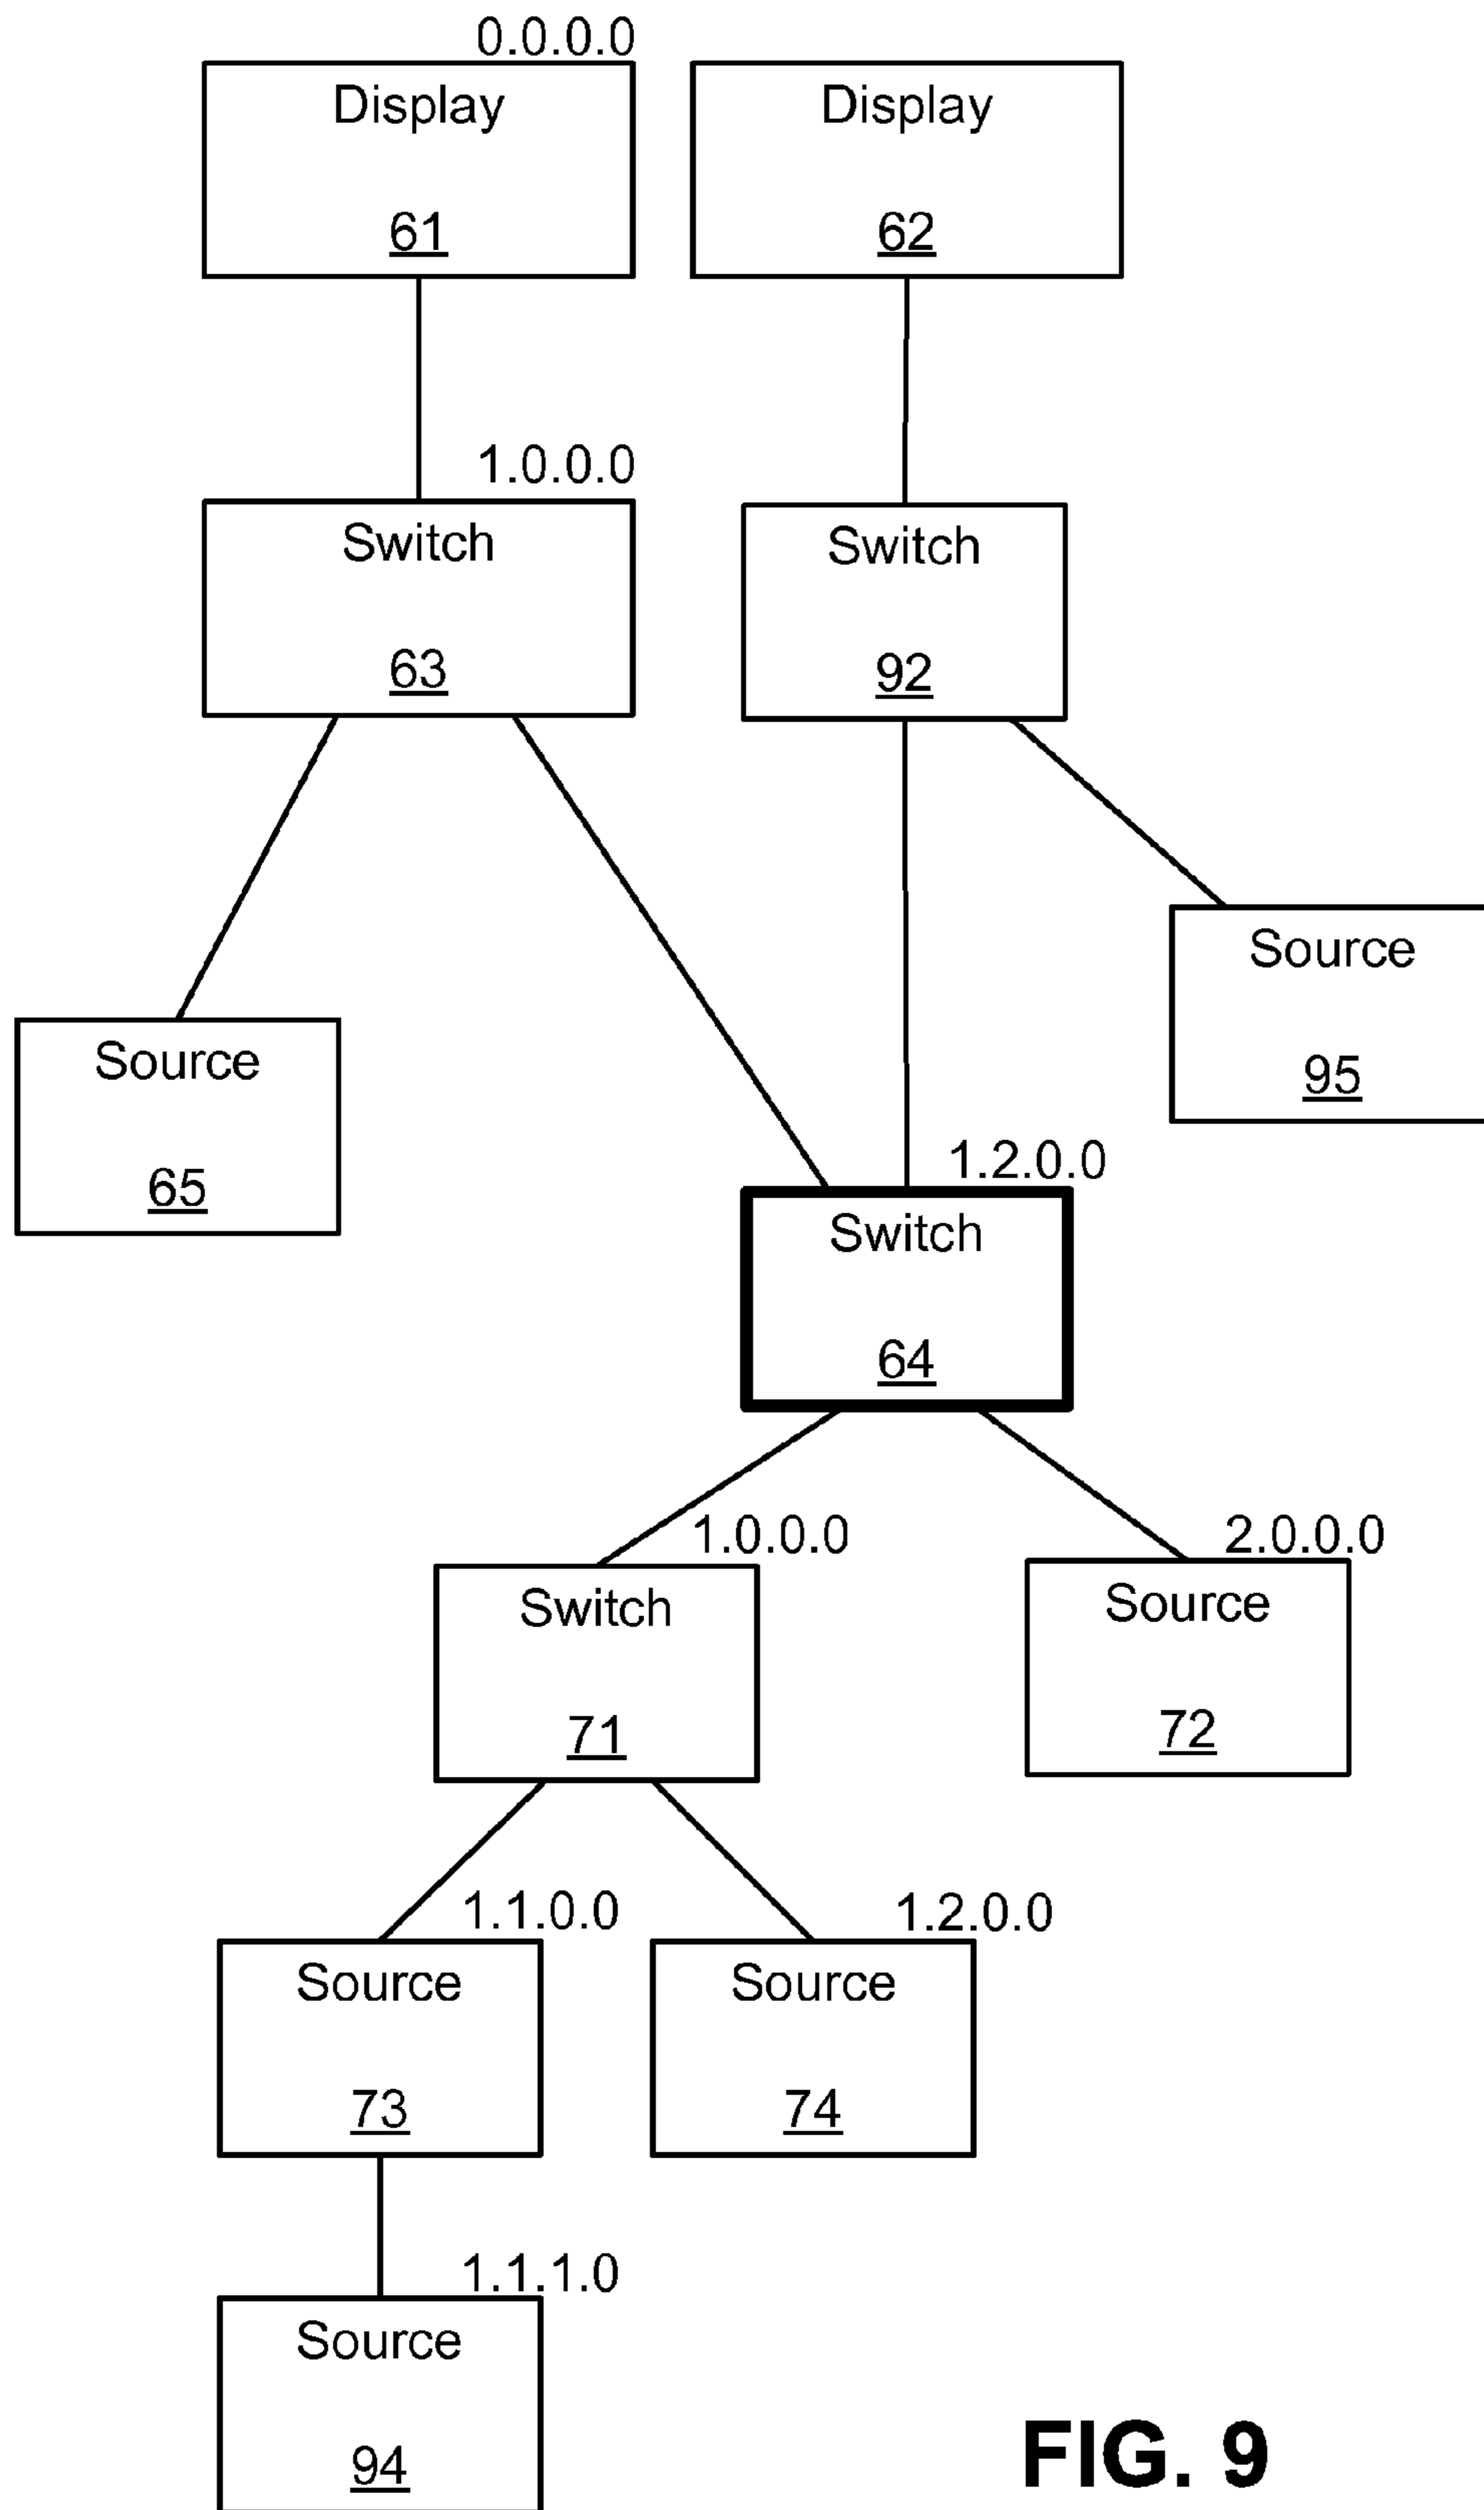 0.0.0.0
Display
61
Display
62
1.0.0.0
Switch
63
Switch
92
Source
95
Source
65
1.2.0.0
Switch
64
1.0.0.0
Switch
71
2.0.0.0
Source
72
1.1.0.0
Source
73
1.2.0.0
Source
74
1.1.1.0
Source
94
FIG. 9